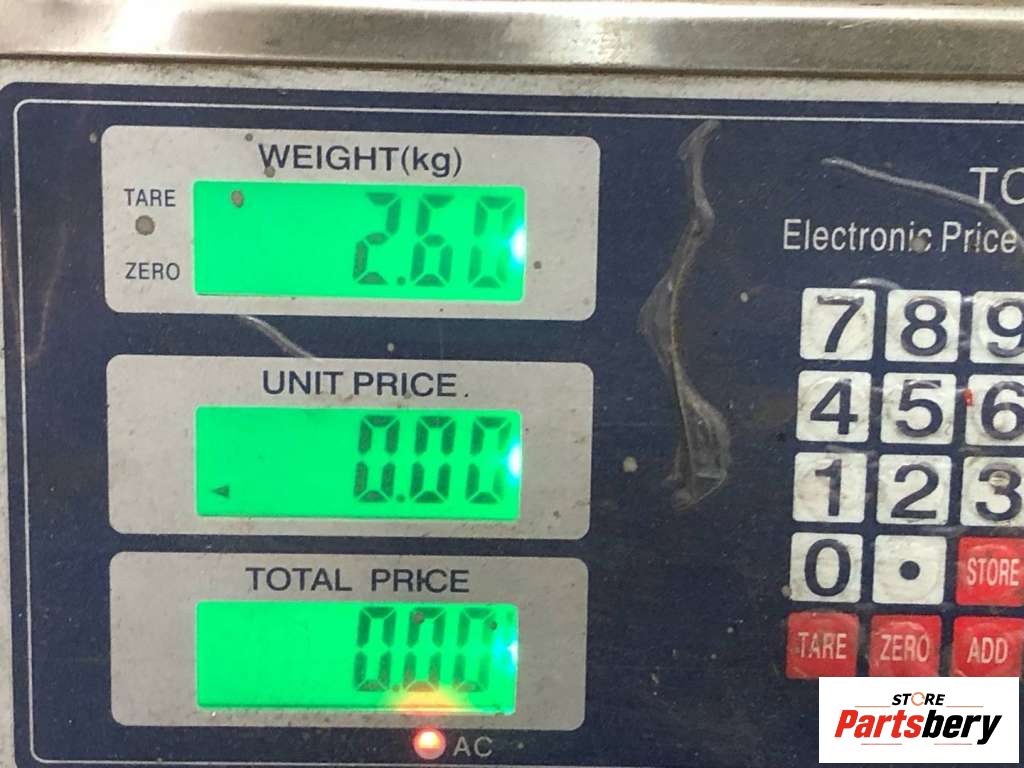 WEIGHT(kg)
TARE
ZERO
2.60
TO
Electronic Price
UNIT PRICE
0.00
TOTAL PRICE
0.00
AC
7 8 9
4 5 6
1 2 3
0 . STORE
TARE ZERO ADD
STORE
Partsbery